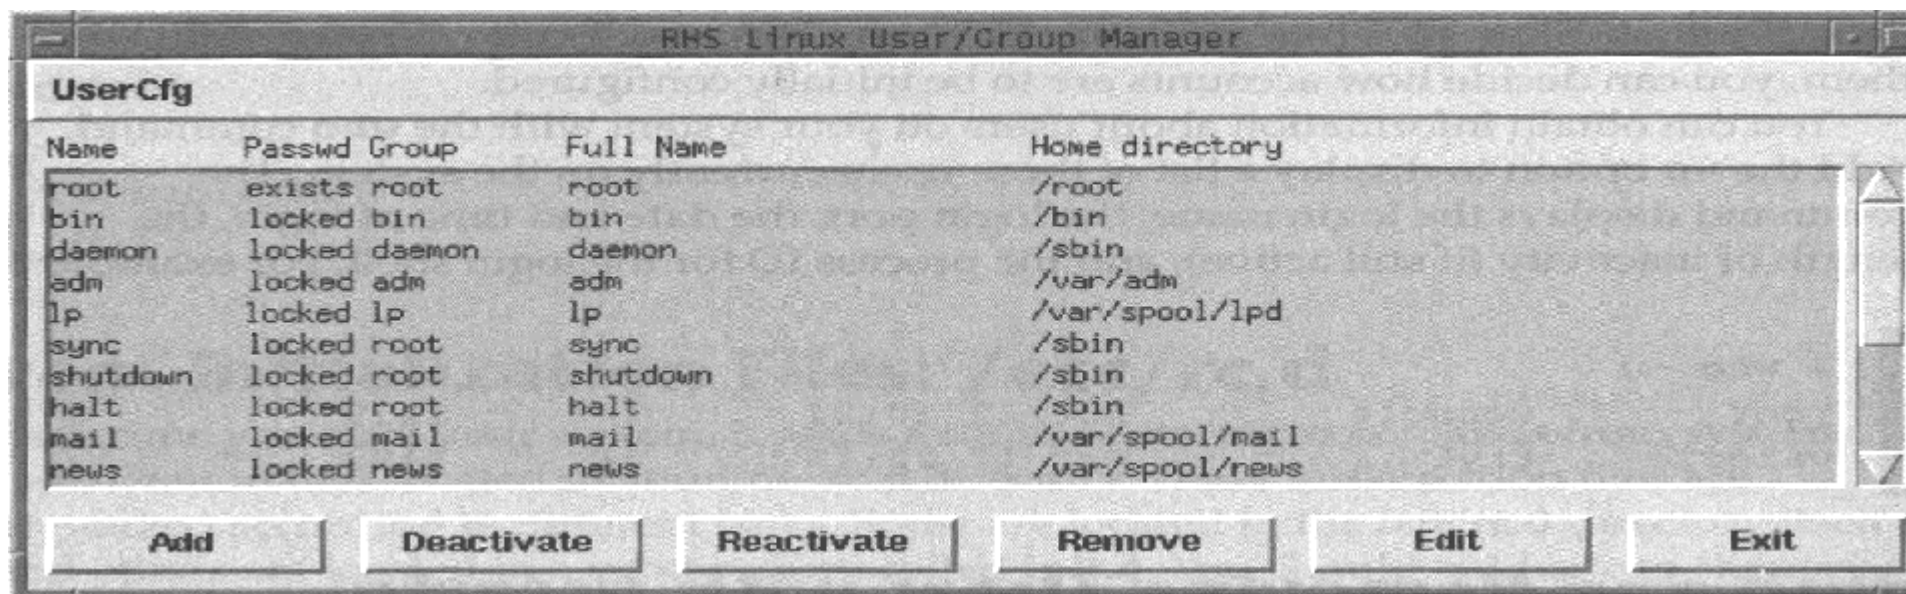 RHS Linux User/Group Manager
UserCfg
Name Passwd Group Full Name Home directory
root exists root root /root
bin locked bin bin /bin
daemon locked daemon daemon /sbin
adm locked adm adm /var/adm
lp locked lp lp /var/spool/lpd
sync locked root sync /sbin
shutdown locked root shutdown /sbin
halt locked root halt /sbin
mail locked mail mail /var/spool/mail
news locked news news /var/spool/news
Add Deactivate Reactivate Remove Edit Exit